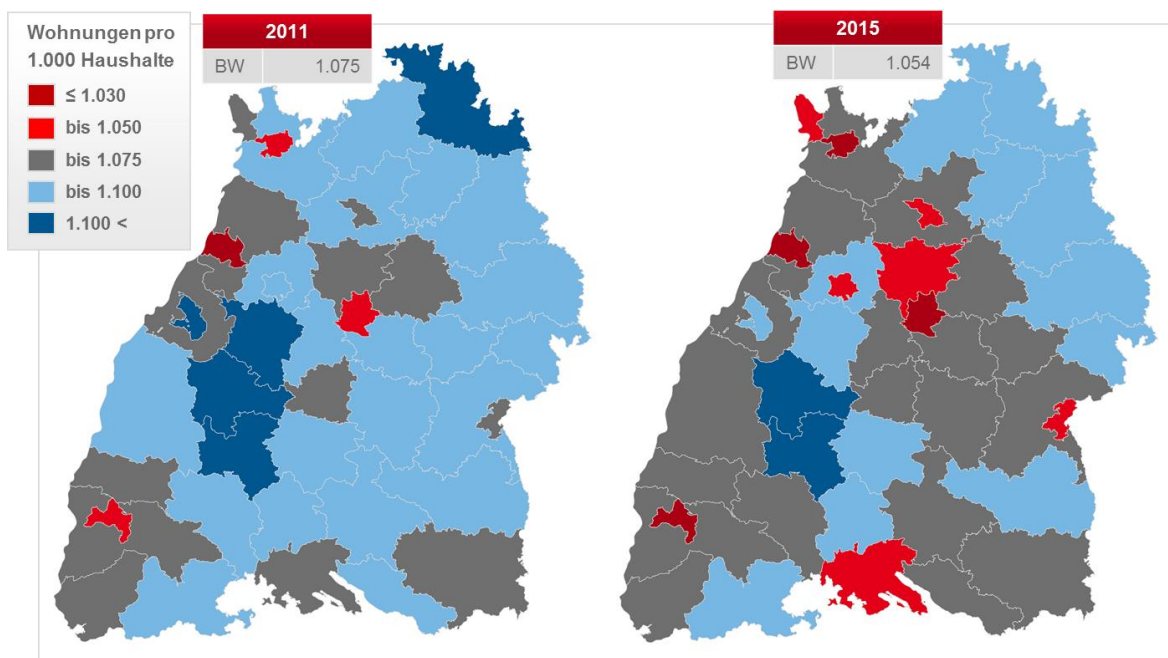 Wohnungen pro
1.000 Haushalte
≤ 1.030
bis 1.050
bis 1.075
bis 1.100
1.100 <
2011
BW 1.075
2015
BW 1.054